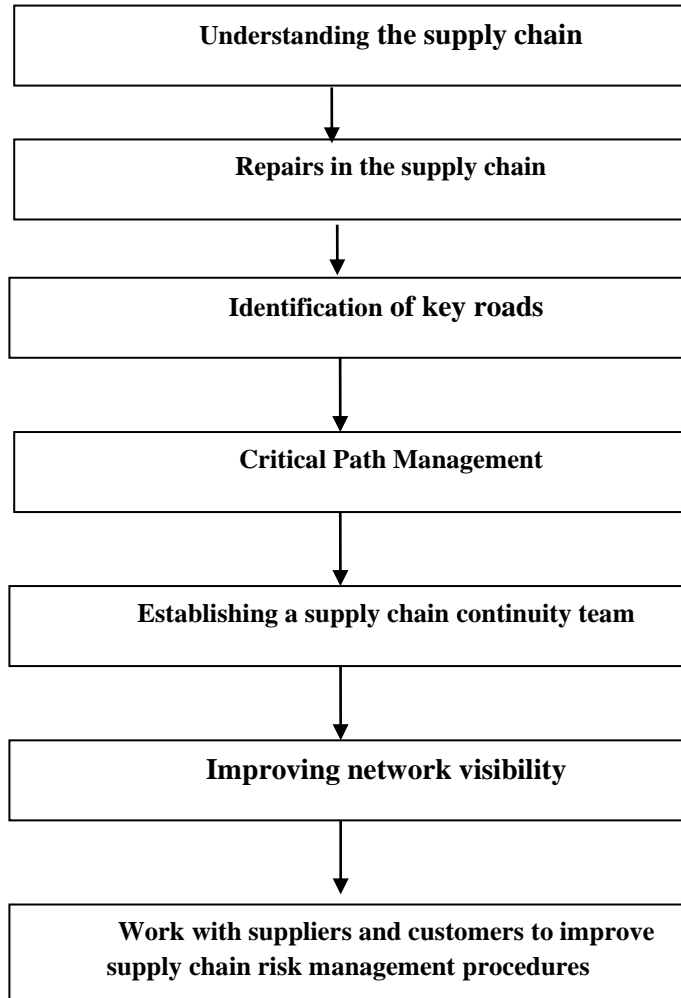 Understanding the supply chain
Repairs in the supply chain
Identification of key roads
Critical Path Management
Establishing a supply chain continuity team
Improving network visibility
Work with suppliers and customers to improve
supply chain risk management procedures